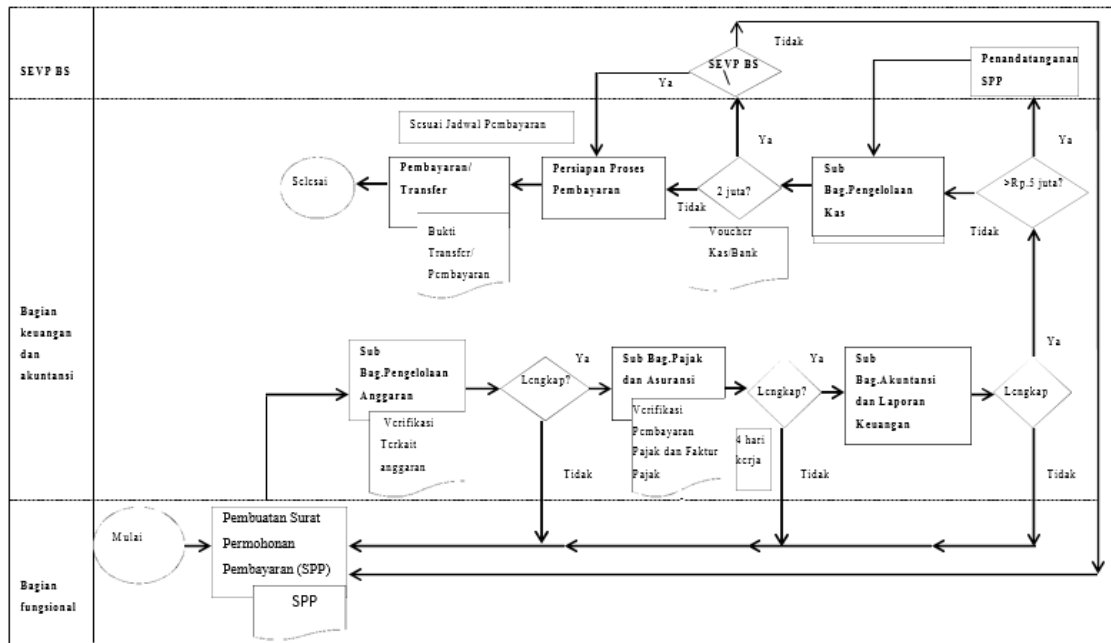 SEVP BS
Tidak
SEVP BS
Ya
Penandatanganan
SPP
Sesuai Jadwal Pembayaran
Ya
Ya
Selesai
Pembayaran/
Transfer
Persiapan Proses
Pembayaran
2 juta?
Tidak
Sub
Bag.Pengelolaan
Kas
>Rp.5 juta?
Tidak
Bukti
Transfer/
Pembayaran
Voucher
Kas/Bank
Bagian
keuangan
dan
akuntansi
Sub
Bag.Pengelolaan
Anggaran
Verifikasi
Terkait
anggaran
Lengkap?
Ya
Tidak
Sub Bag.Pajak
dan Asuransi
Verifikasi
Pembayaran
Pajak dan Faktur
Pajak
Lengkap?
Ya
4 hari
kerja
Tidak
Sub
Bag.Akuntansi
dan Laporan
Keuangan
Lengkap
Ya
Tidak
Bagian
fungsional
Mulai
Pembuatan Surat
Permohonan
Pembayaran (SPP)
SPP